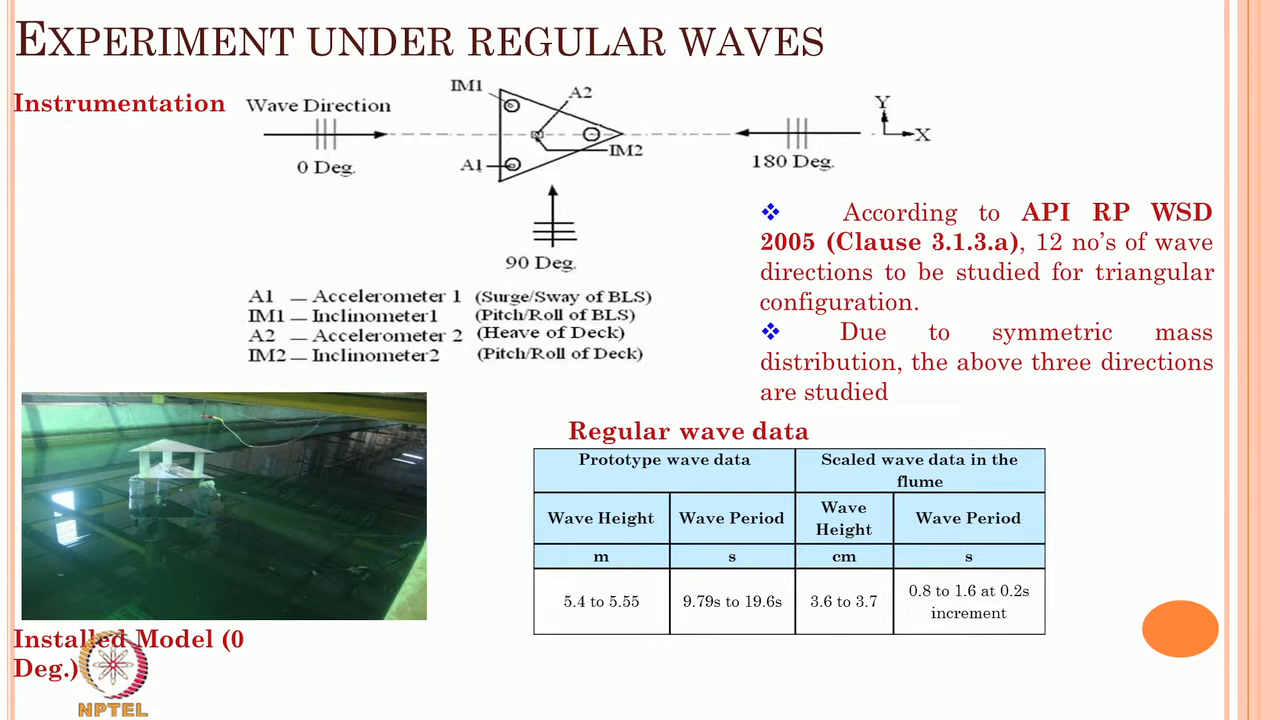 EXPERIMENT UNDER REGULAR WAVES
Instrumentation
Wave Direction
0 Deg.
IM1
A2
A1
IM2
180 Deg.
Y
X
90 Deg.
A1 — Accelerometer 1 (Surge/Sway of BLS)
IM1 — Inclinometer1 (Pitch/Roll of BLS)
A2 — Accelerometer 2 (Heave of Deck)
IM2 — Inclinometer2 (Pitch/Roll of Deck)
❖ According to API RP WSD
2005 (Clause 3.1.3.a), 12 no's of wave
directions to be studied for triangular
configuration.
❖ Due to symmetric mass
distribution, the above three directions
are studied
Regular wave data
Prototype wave data
Scaled wave data in the
flume
Wave Height
Wave Period
Wave
Height
Wave Period
m
s
cm
s
5.4 to 5.55
9.79s to 19.6s
3.6 to 3.7
0.8 to 1.6 at 0.2s
increment
Installed Model (0
Deg.)
NPTEL